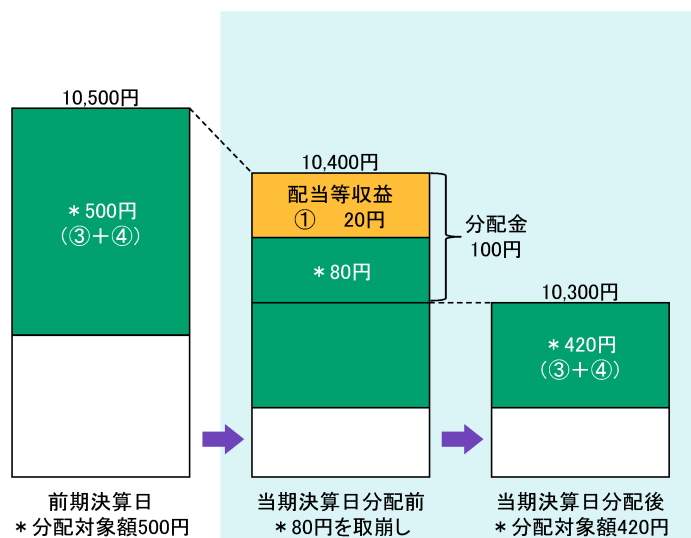 10,500円
＊500円
（③＋④）
前期決算日
＊分配対象額500円
10,400円
配当等収益
① 20円
＊80円
分配金
100円
当期決算日分配前
＊80円を取崩し
10,300円
＊420円
（③＋④）
当期決算日分配後
＊分配対象額420円